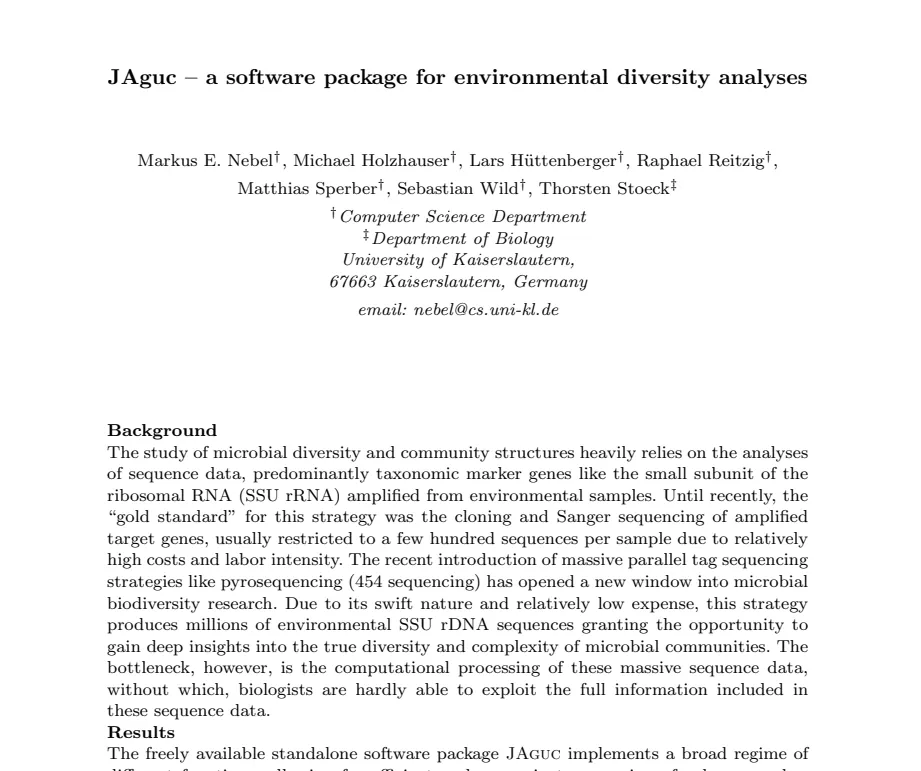 JAguc – a software package for environmental diversity analyses
Markus E. Nebel†, Michael Holzhauser†, Lars Hüttenberger†, Raphael Reitzig†,
Matthias Sperber†, Sebastian Wild†, Thorsten Stoeck‡
†Computer Science Department
‡Department of Biology
University of Kaiserslautern,
67663 Kaiserslautern, Germany
email: nebel@cs.uni-kl.de
Background
The study of microbial diversity and community structures heavily relies on the analyses
of sequence data, predominantly taxonomic marker genes like the small subunit of the
ribosomal RNA (SSU rRNA) amplified from environmental samples. Until recently, the
“gold standard” for this strategy was the cloning and Sanger sequencing of amplified
target genes, usually restricted to a few hundred sequences per sample due to relatively
high costs and labor intensity. The recent introduction of massive parallel tag sequencing
strategies like pyrosequencing (454 sequencing) has opened a new window into microbial
biodiversity research. Due to its swift nature and relatively low expense, this strategy
produces millions of environmental SSU rDNA sequences granting the opportunity to
gain deep insights into the true diversity and complexity of microbial communities. The
bottleneck, however, is the computational processing of these massive sequence data,
without which, biologists are hardly able to exploit the full information included in
these sequence data.
Results
The freely available standalone software package JAGUC implements a broad regime of